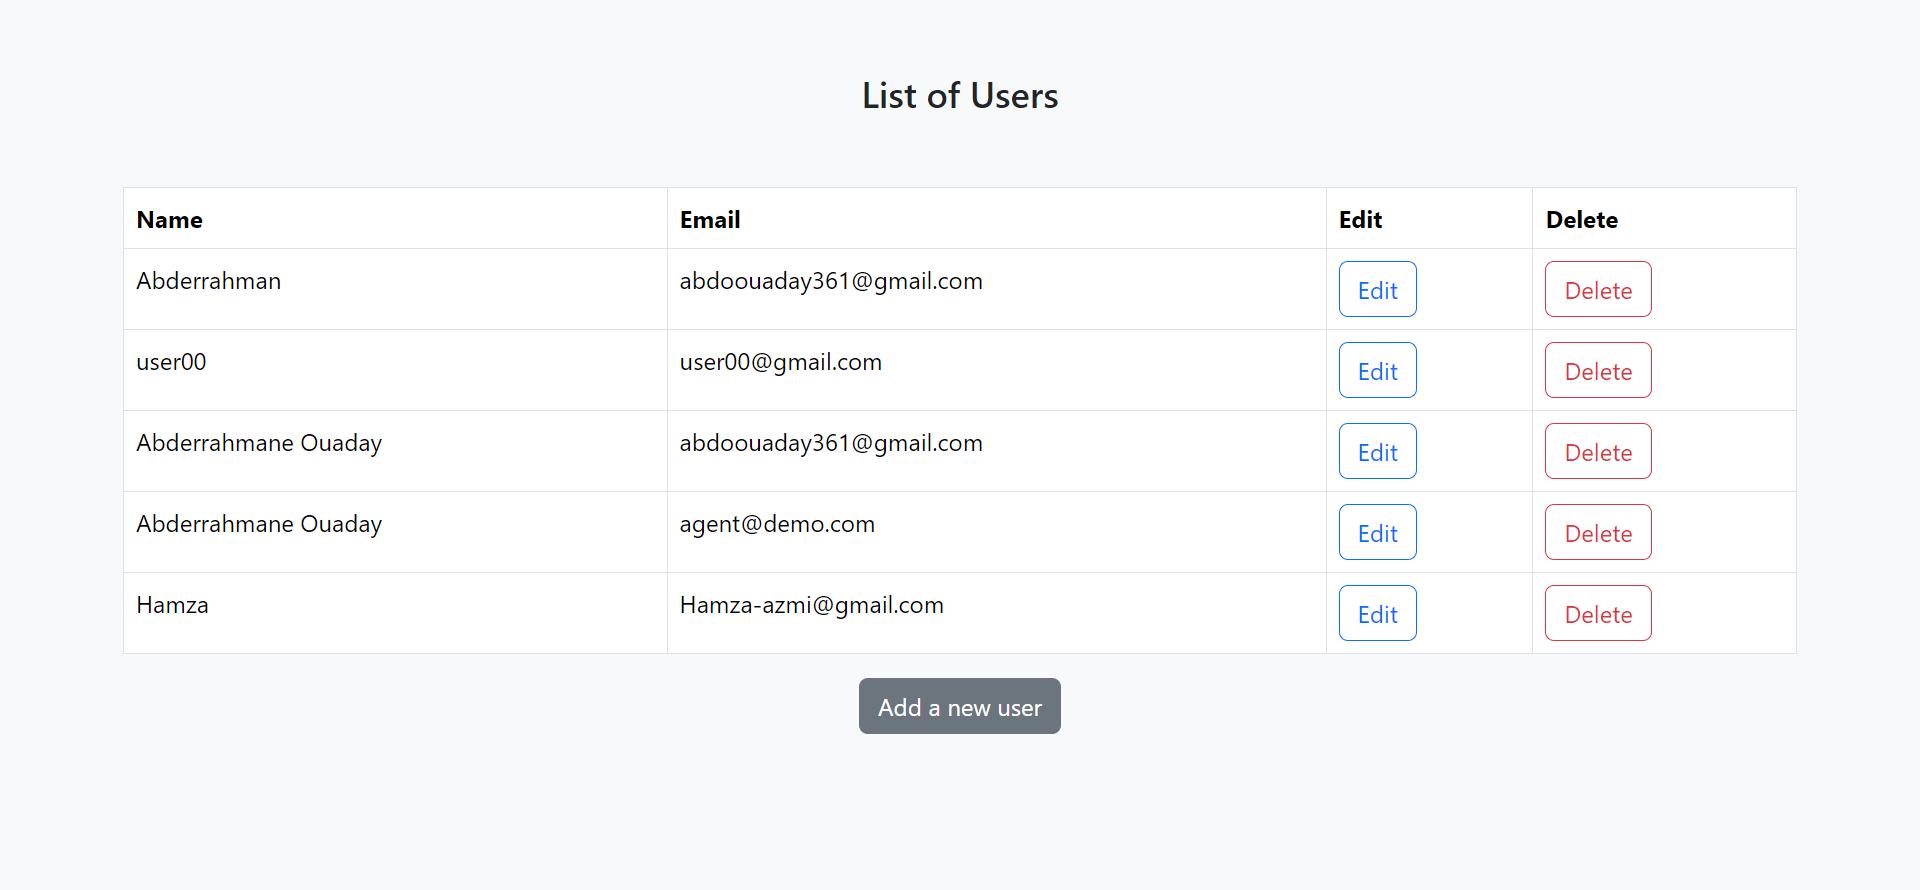 List of Users
Name Email Edit Delete
Abderrahman abdoouaday361@gmail.com Edit Delete
user00 user00@gmail.com Edit Delete
Abderrahmane Ouaday abdoouaday361@gmail.com Edit Delete
Abderrahmane Ouaday agent@demo.com Edit Delete
Hamza Hamza-azmi@gmail.com Edit Delete
Add a new user